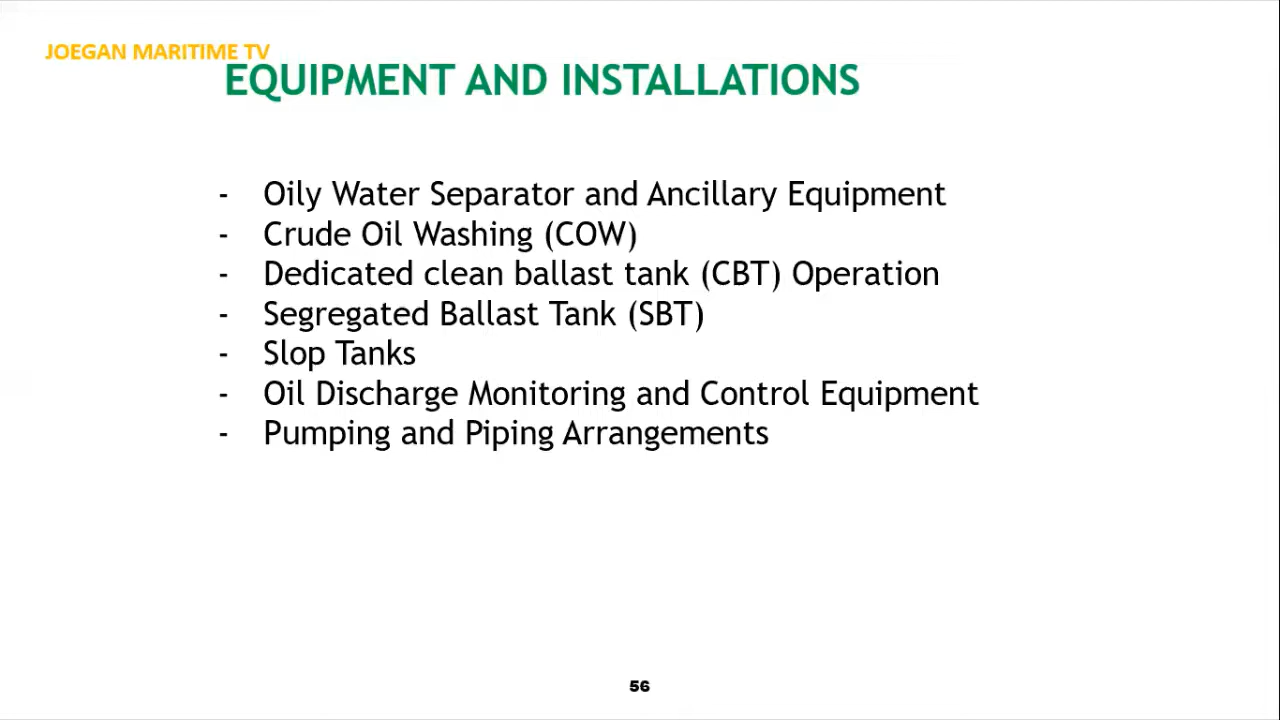 JOEGAN MARITIME TV
EQUIPMENT AND INSTALLATIONS
- Oily Water Separator and Ancillary Equipment
- Crude Oil Washing (COW)
- Dedicated clean ballast tank (CBT) Operation
- Segregated Ballast Tank (SBT)
- Slop Tanks
- Oil Discharge Monitoring and Control Equipment
- Pumping and Piping Arrangements
56